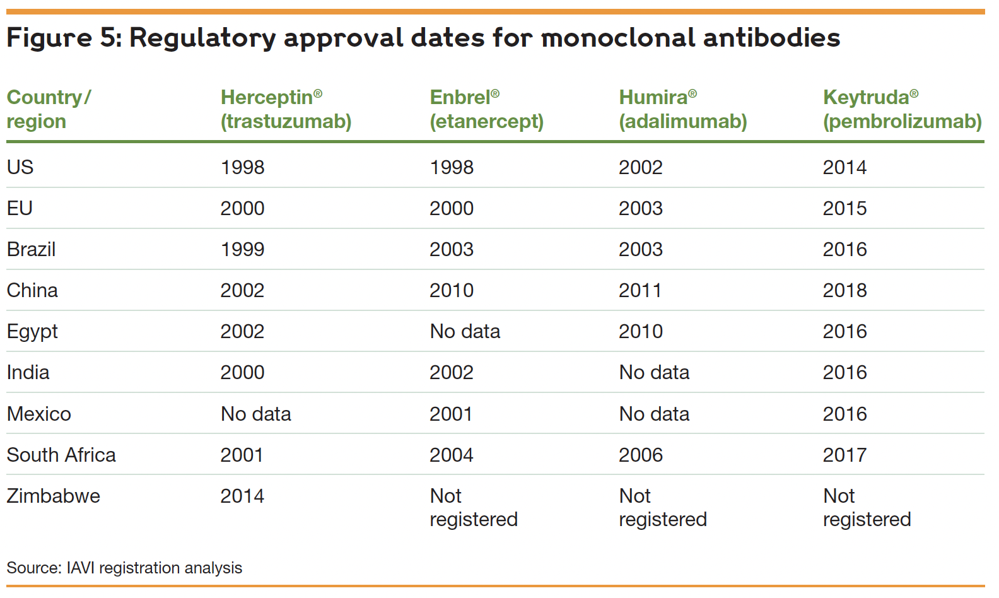 Figure 5: Regulatory approval dates for monoclonal antibodies
Country/ Herceptin® Enbrel® Humira® Keytruda®
region (trastuzumab) (etanercept) (adalimumab) (pembrolizumab)
US 1998 1998 2002 2014
EU 2000 2000 2003 2015
Brazil 1999 2003 2003 2016
China 2002 2010 2011 2018
Egypt 2002 No data 2010 2016
India 2000 2002 No data 2016
Mexico No data 2001 No data 2016
South Africa 2001 2004 2006 2017
Zimbabwe 2014 Not Not Not
registered registered registered
Source: IAVI registration analysis